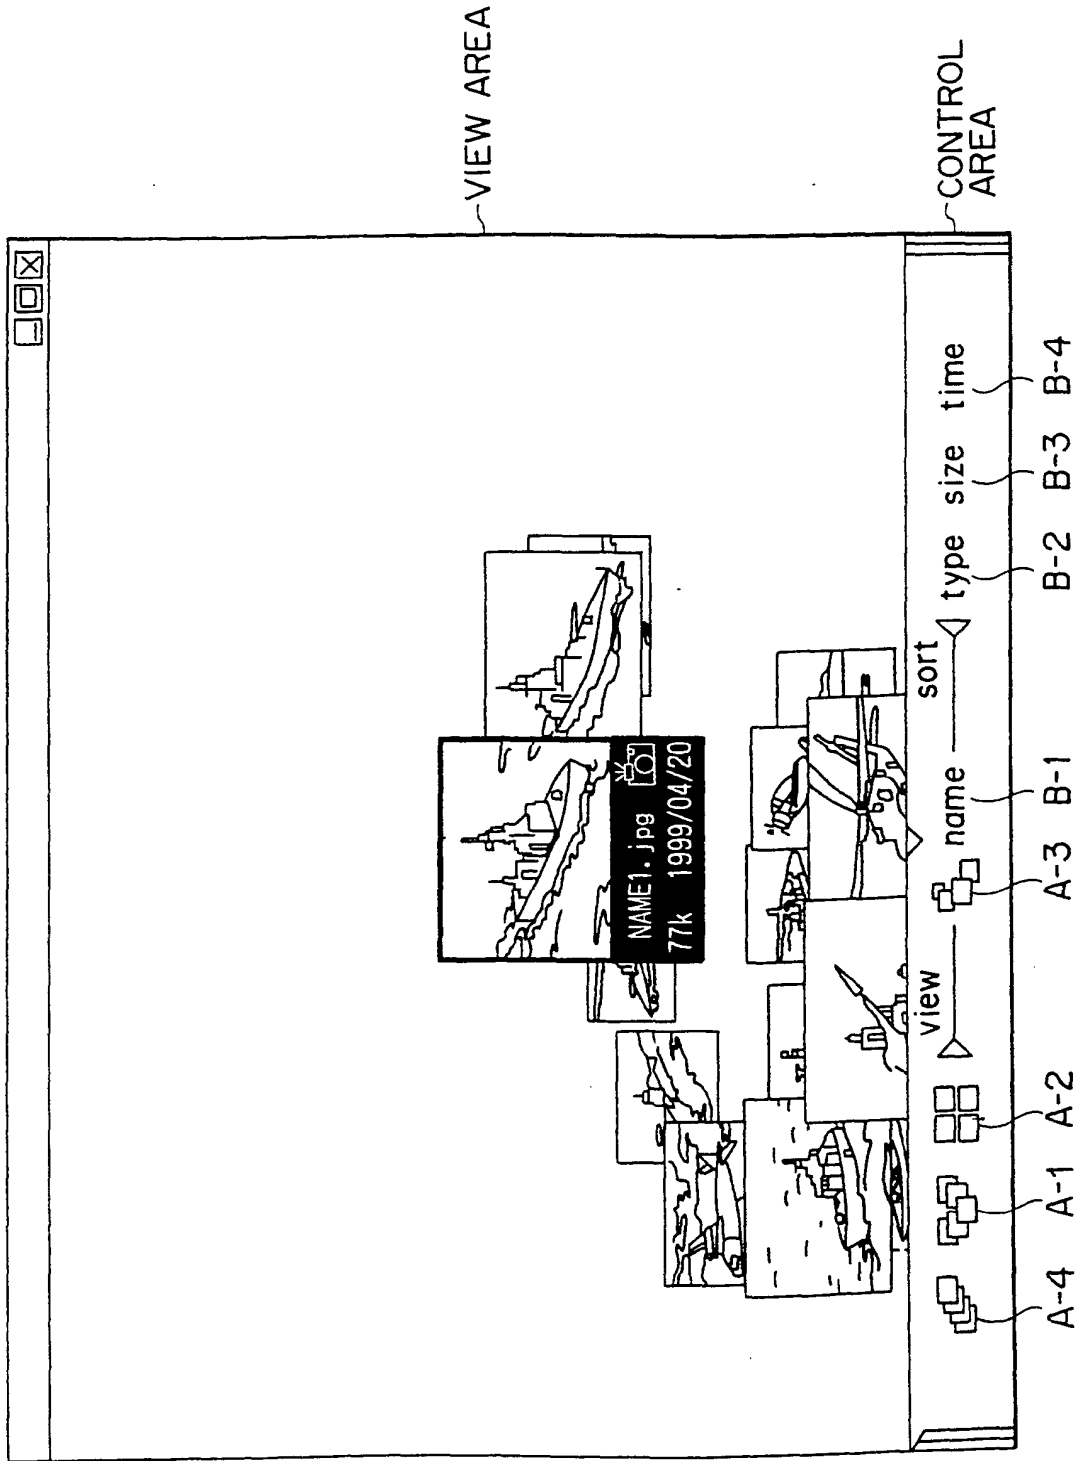 VIEW AREA
NAME1.jpg
77k 1999/04/20
view
sort
name
type
size
time
CONTROL
AREA
A-4
A-1
A-2
A-3
B-1
B-2
B-3
B-4